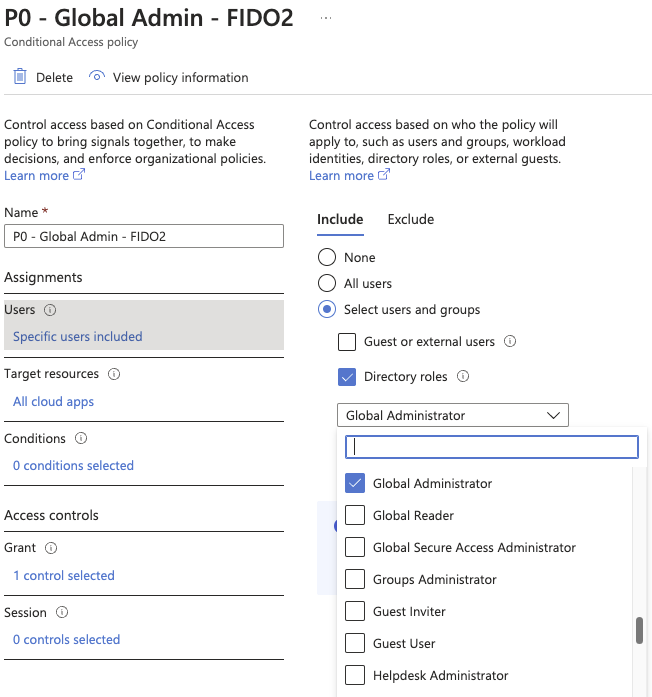 P0 - Global Admin - FIDO2 ...
Conditional Access policy
Delete View policy information
Control access based on Conditional Access
policy to bring signals together, to make
decisions, and enforce organizational policies.
Learn more
Name *
P0 - Global Admin - FIDO2
Assignments
Users
Specific users included
Target resources
All cloud apps
Conditions
0 conditions selected
Access controls
Grant
1 control selected
Session
0 controls selected
Control access based on who the policy will
apply to, such as users and groups, workload
identities, directory roles, or external guests.
Learn more
Include Exclude
None
All users
Select users and groups
Guest or external users
Directory roles
Global Administrator
Global Administrator
Global Reader
Global Secure Access Administrator
Groups Administrator
Guest Inviter
Guest User
Helpdesk Administrator